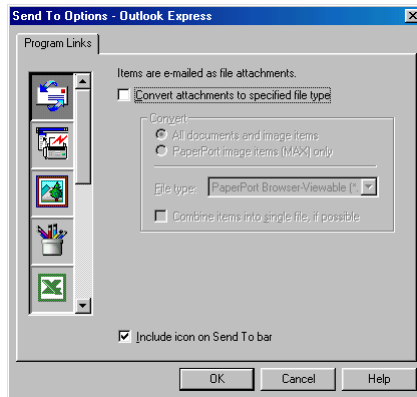 Send To Options - Outlook Express
Program Links
Items are e-mailed as file attachments.
Convert attachments to specified file type
Convert
All documents and image items
PaperPort image items (MAX) only
File type: PaperPort Browser-Viewable (*.
Combine items into single file, if possible
Include icon on Send To bar
OK Cancel Help